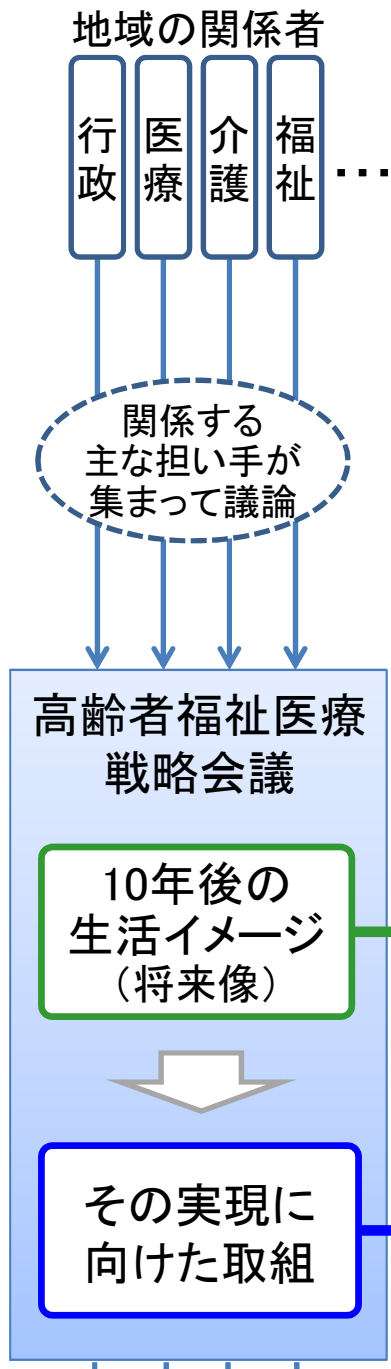 地域の関係者
行政
医療
介護
福祉
…
関係する
主な担い手が
集まって議論
高齢者福祉医療
戦略会議
10年後の
生活イメージ
（将来像）
その実現に
向けた取組